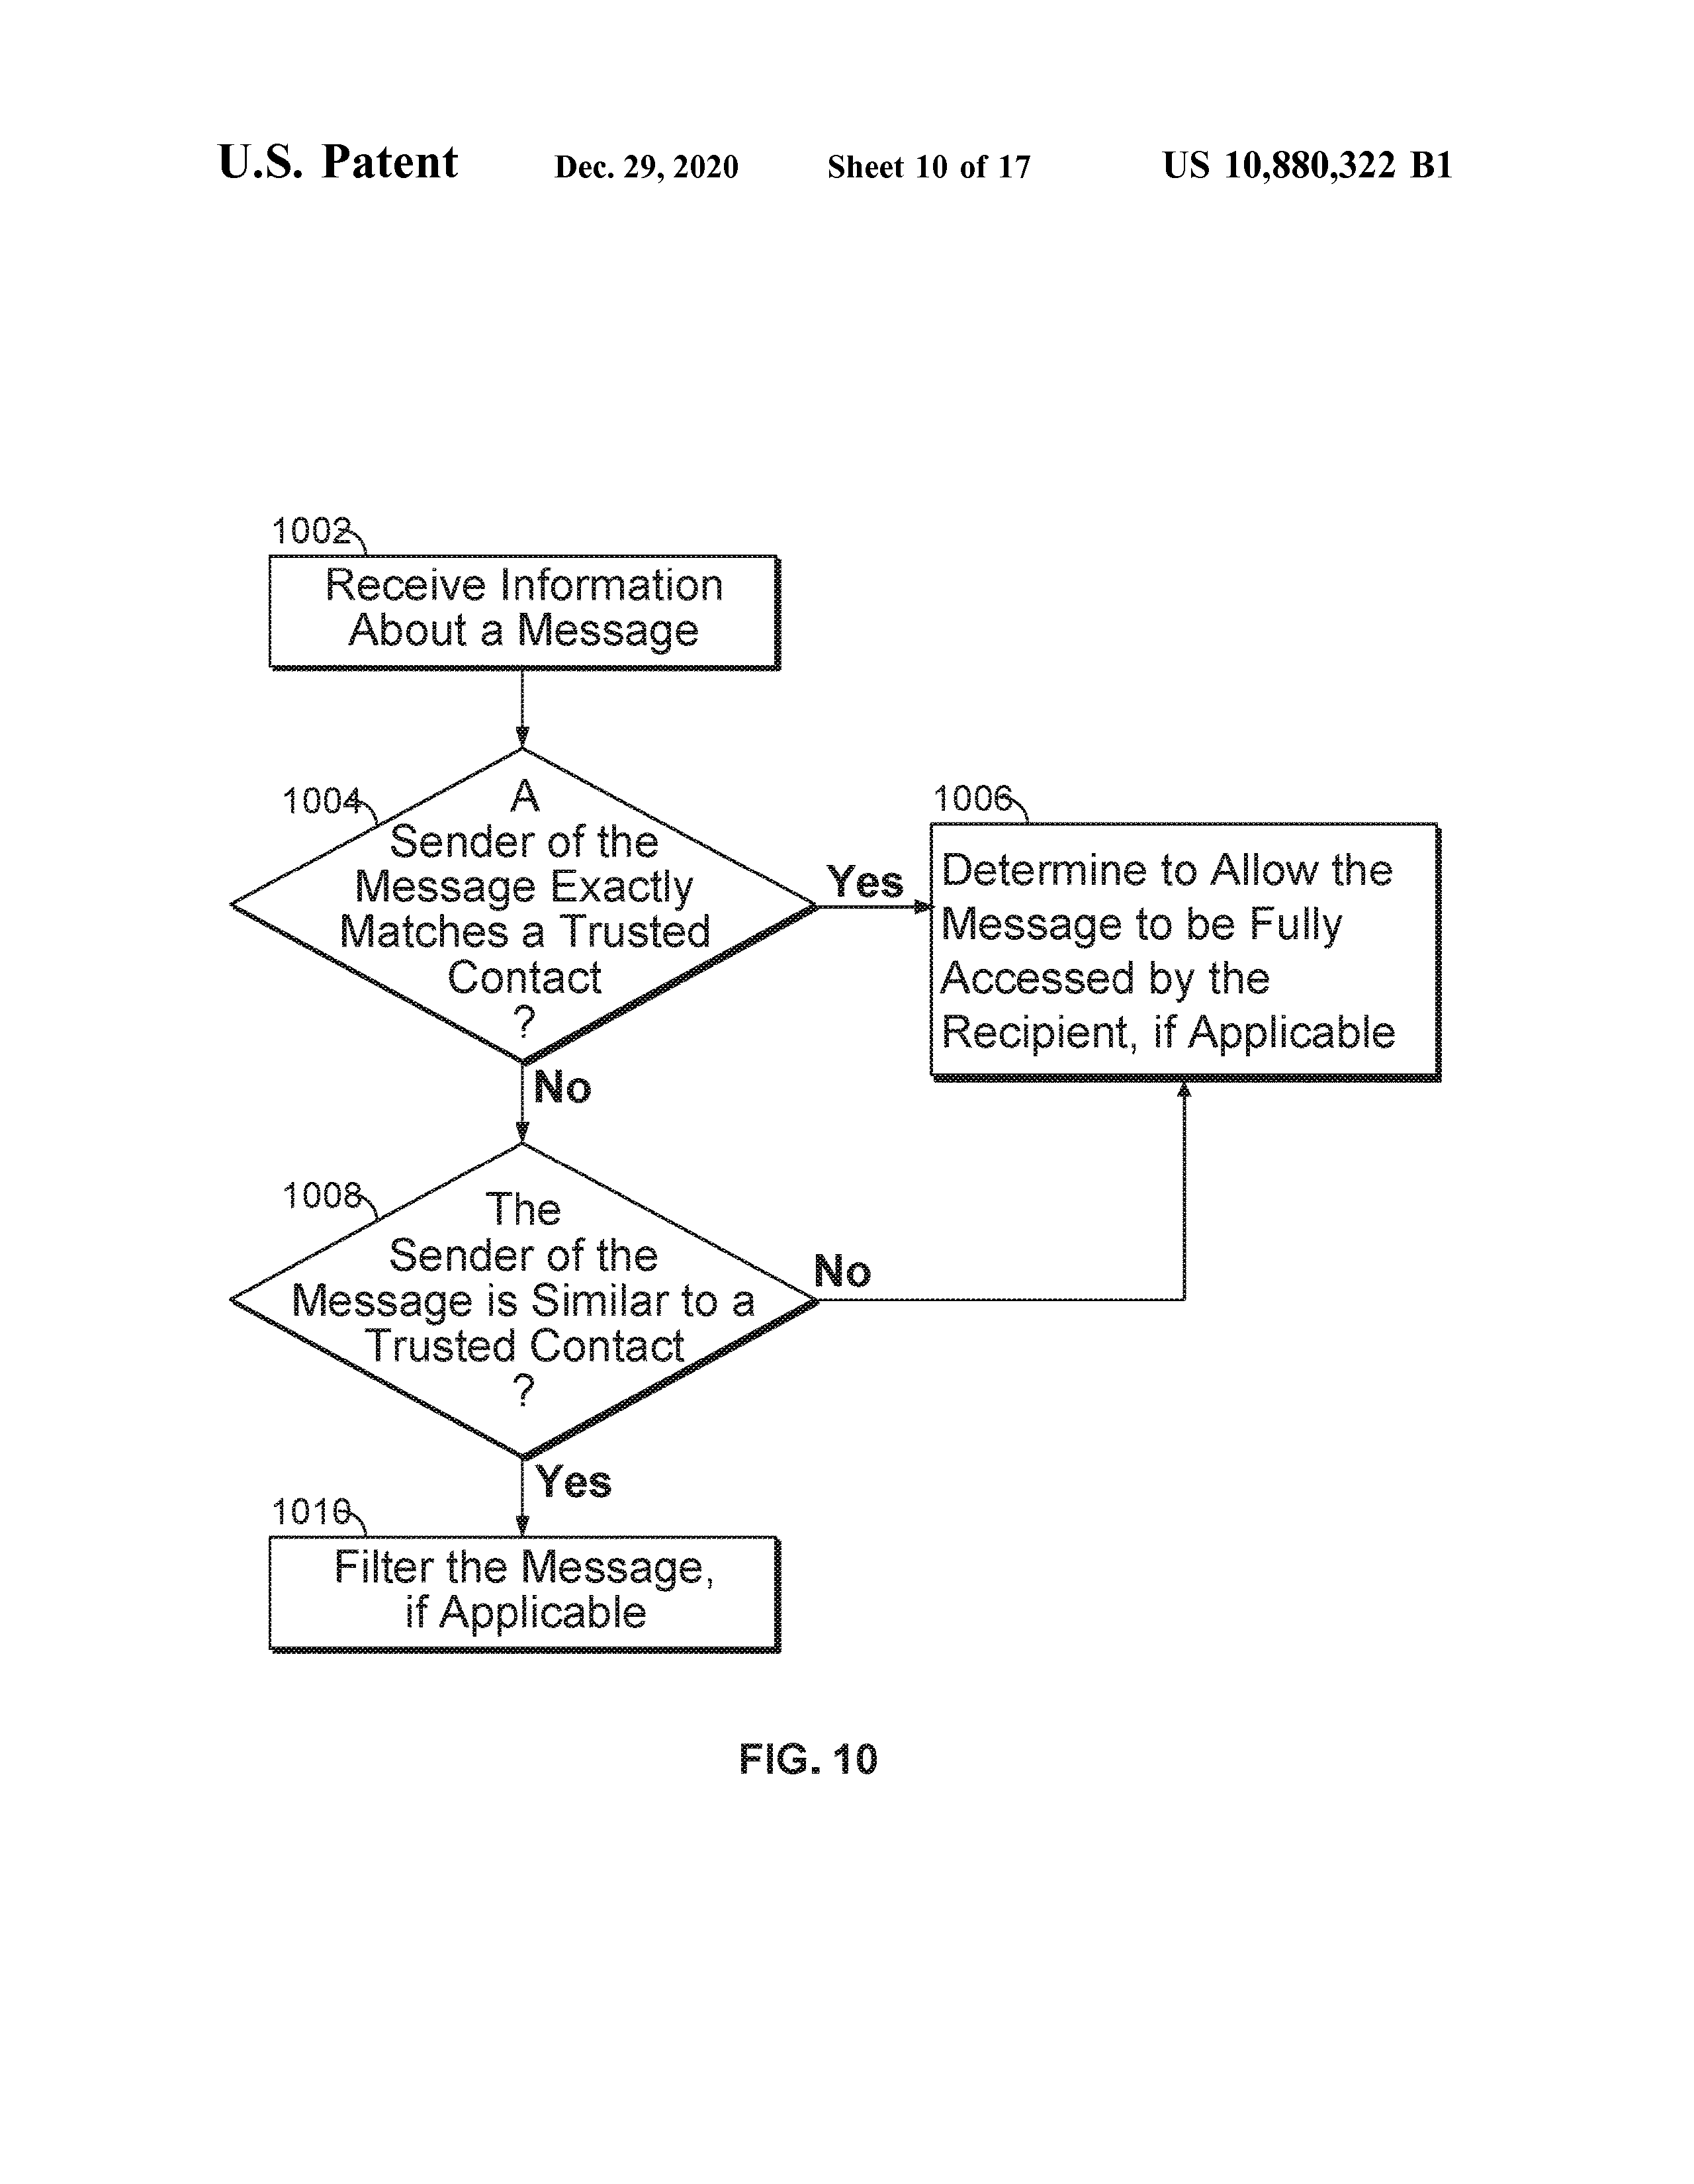 U.S. Patent Dec. 29, 2020 Sheet 10 of 17 US 10,880,322 B1
1002
Receive Information
About a Message
1004
A
Sender of the
Message Exactly
Matches a Trusted
Contact
?
Yes
1006
Determine to Allow the
Message to be Fully
Accessed by the
Recipient, if Applicable
No
1008
The
Sender of the
Message is Similar to a
Trusted Contact
?
No
Yes
1010
Filter the Message,
if Applicable
FIG. 10